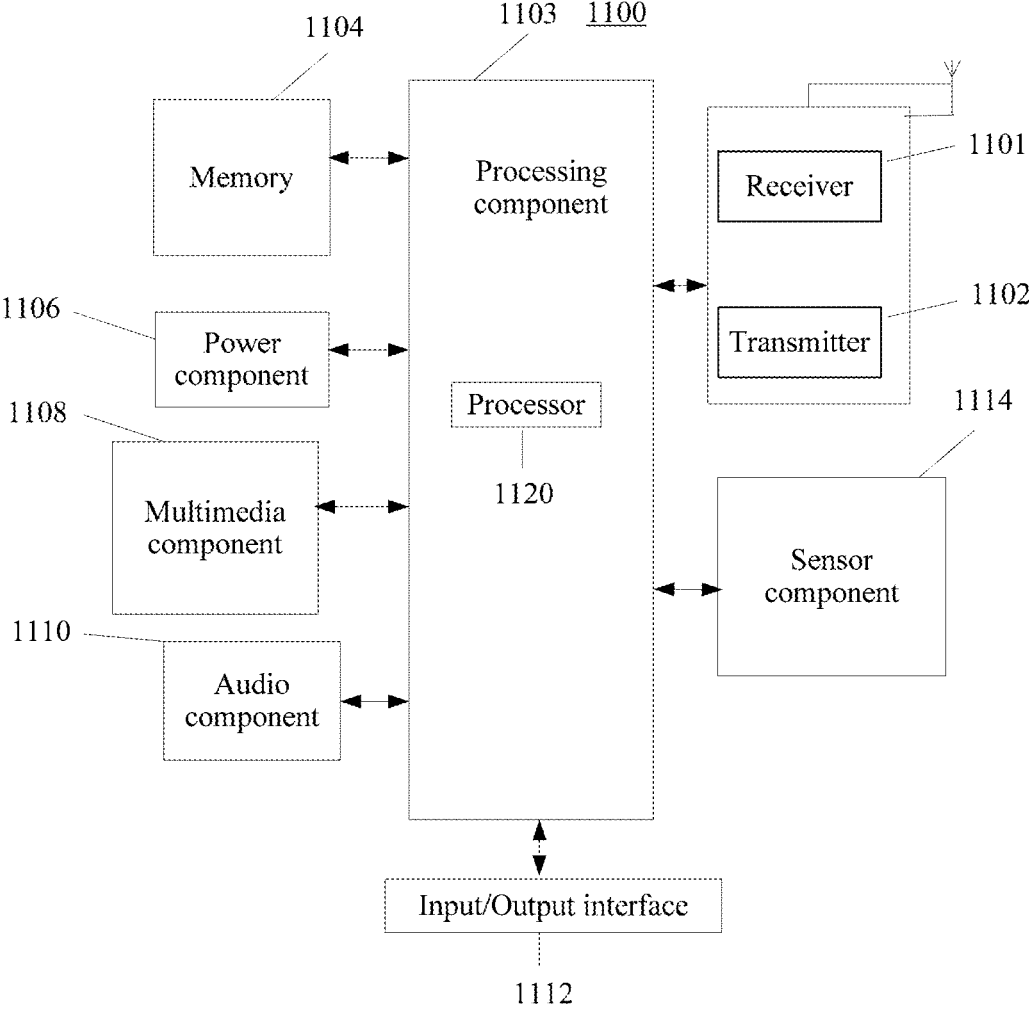 1103
1100
1104
Memory
Processing
component
1101
Receiver
1102
Transmitter
1106
Power
component
Processor
1120
1108
Multimedia
component
1114
Sensor
component
1110
Audio
component
Input/Output interface
1112